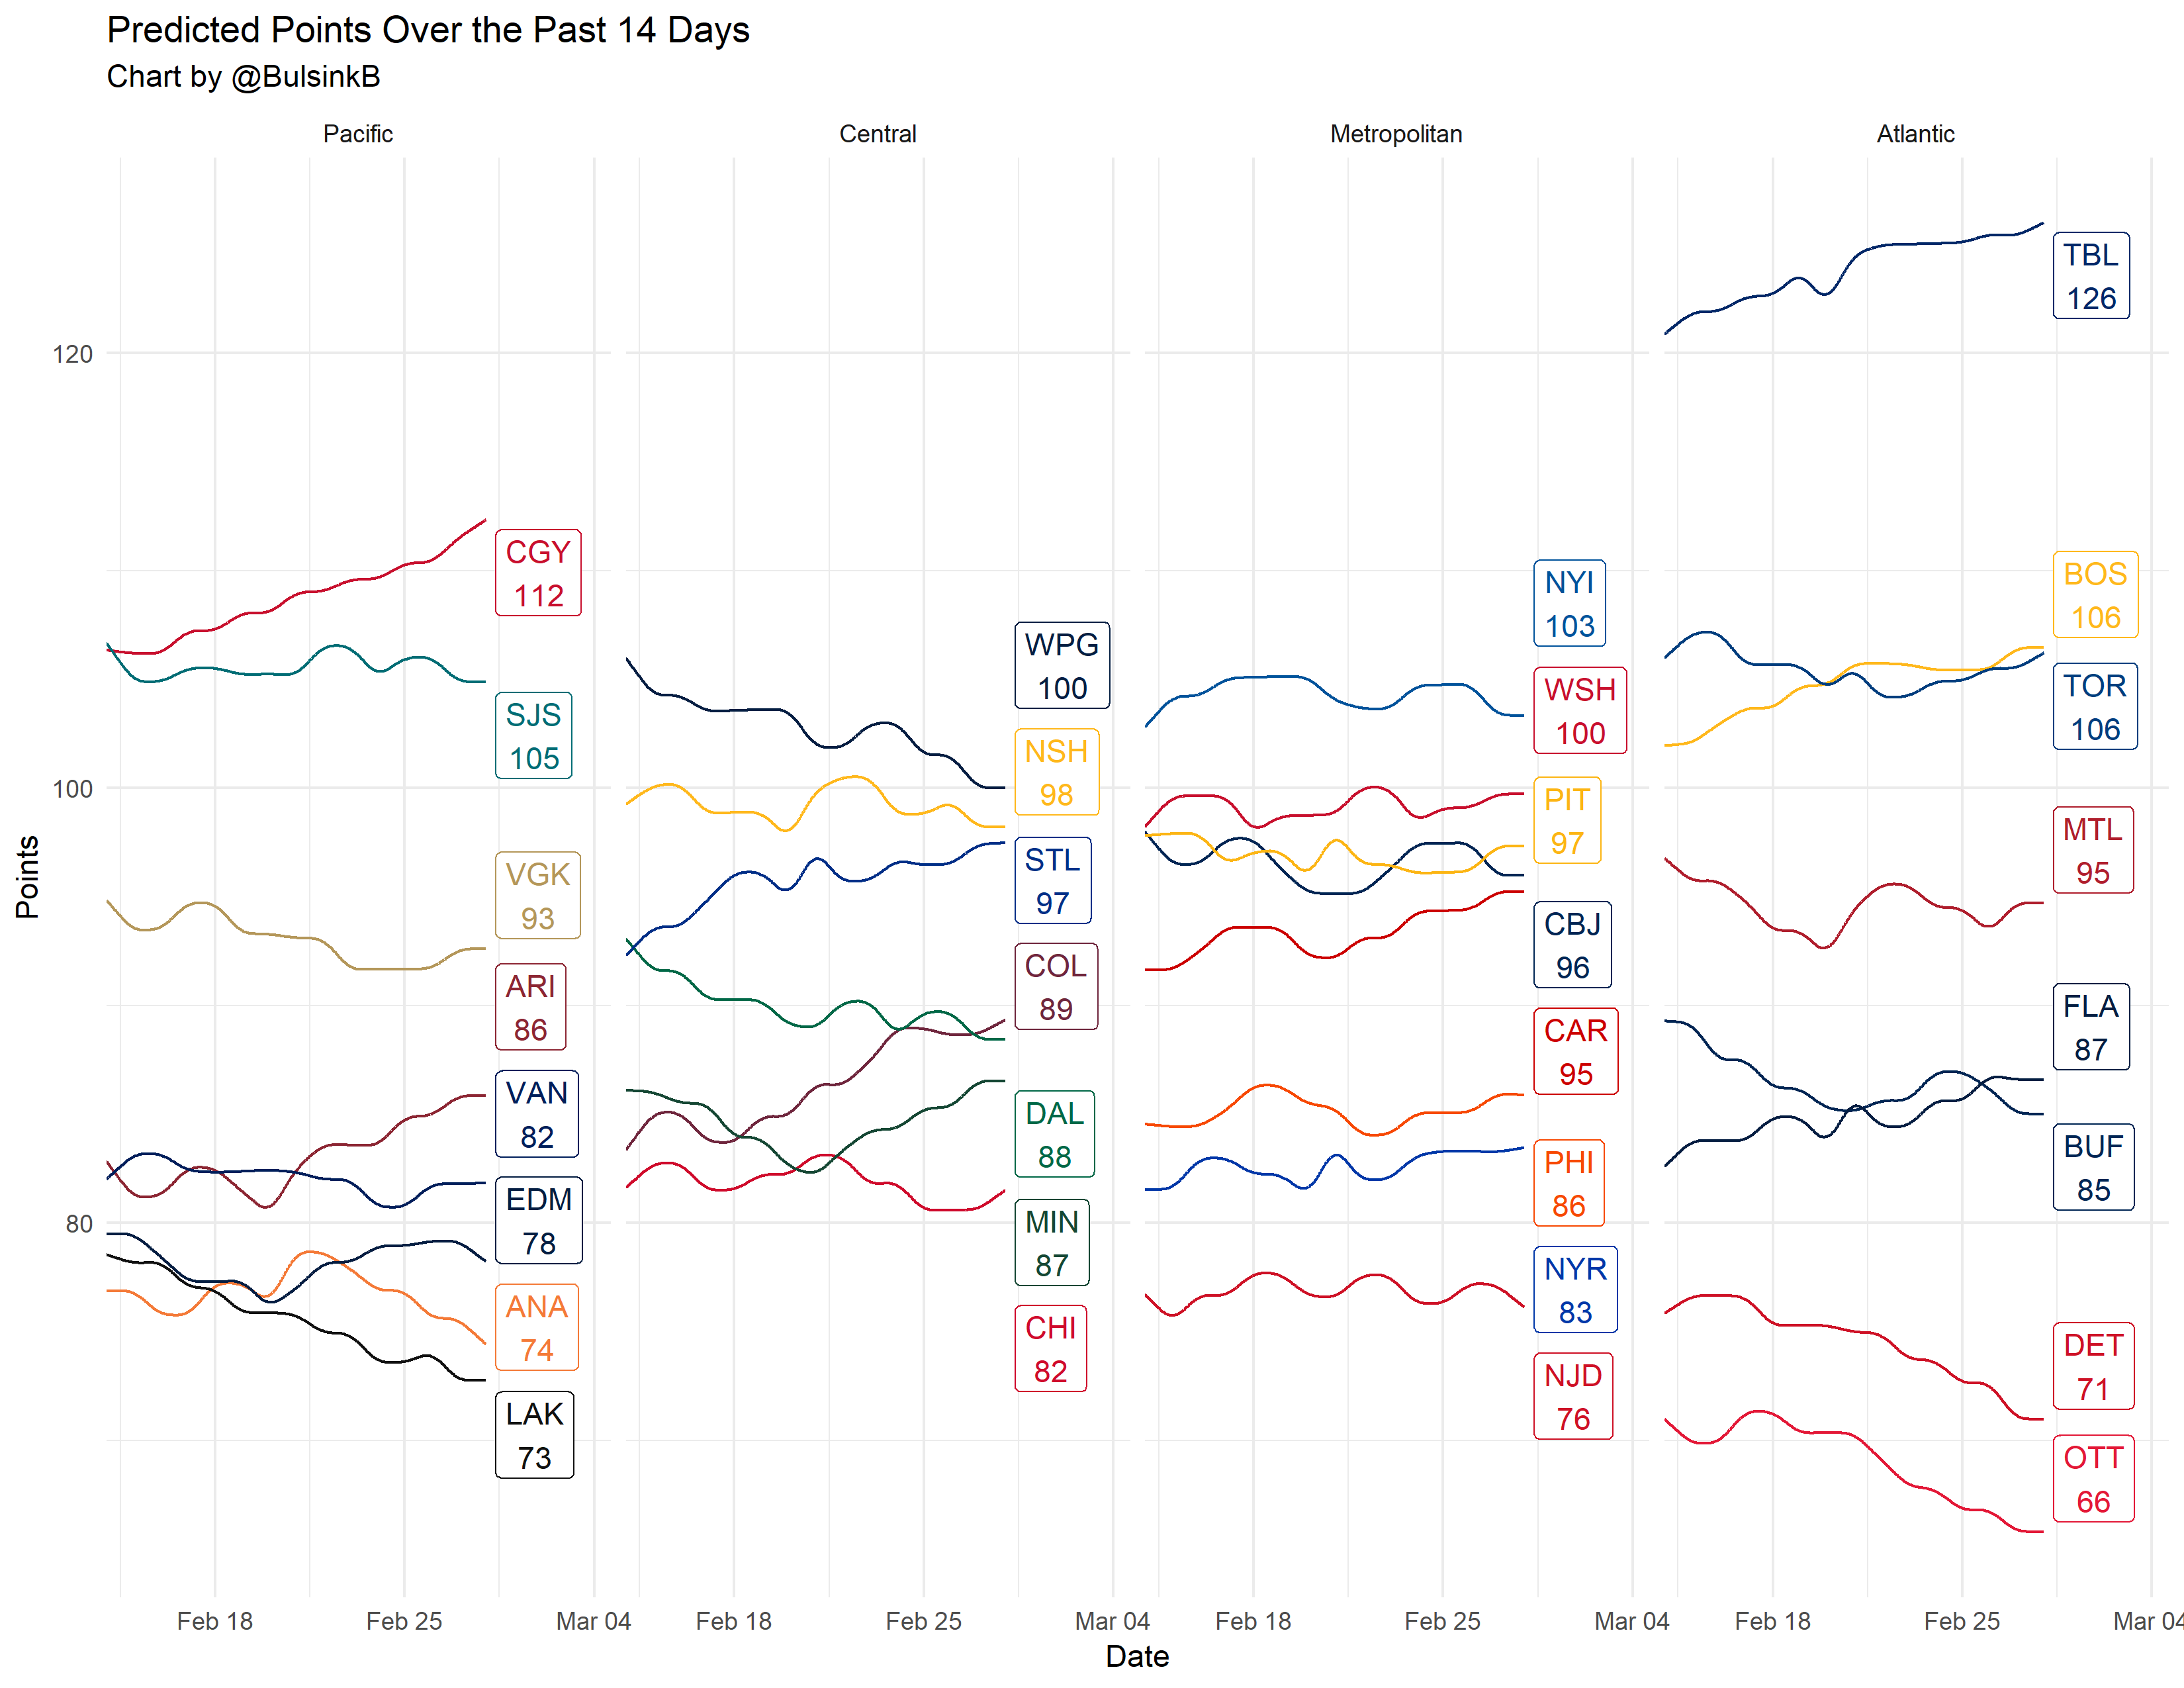 Predicted Points Over the Past 14 Days
Chart by @BulsinkB
Pacific
Central
Metropolitan
Atlantic
Points
120
100
80
CGY
112
SJS
105
VGK
93
ARI
86
VAN
82
EDM
78
ANA
74
LAK
73
WPG
100
NSH
98
STL
97
COL
89
DAL
88
MIN
87
CHI
82
NYI
103
WSH
100
PIT
97
CBJ
96
CAR
95
PHI
86
NYR
83
NJD
76
TBL
126
BOS
106
TOR
106
MTL
95
FLA
87
BUF
85
DET
71
OTT
66
Feb 18 Feb 25 Mar 04 Feb 18 Feb 25 Mar 04 Feb 18 Feb 25 Mar 04 Feb 18 Feb 25 Mar 04
Date